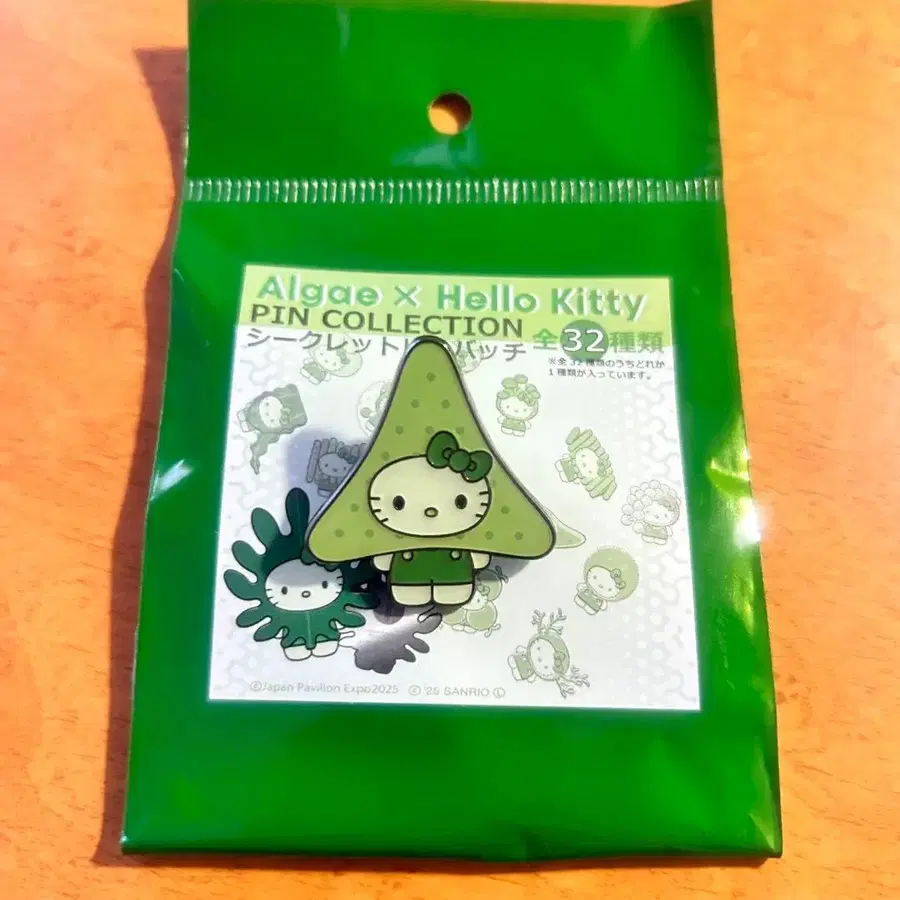 Algae × Hello Kitty
PIN COLLECTION
シークレット バッチ 全32種類
※全32種類のうちどれか
1種類が入っています。
©Japan Pavilion Expo2025 © '25 SANRIO Ⓛ